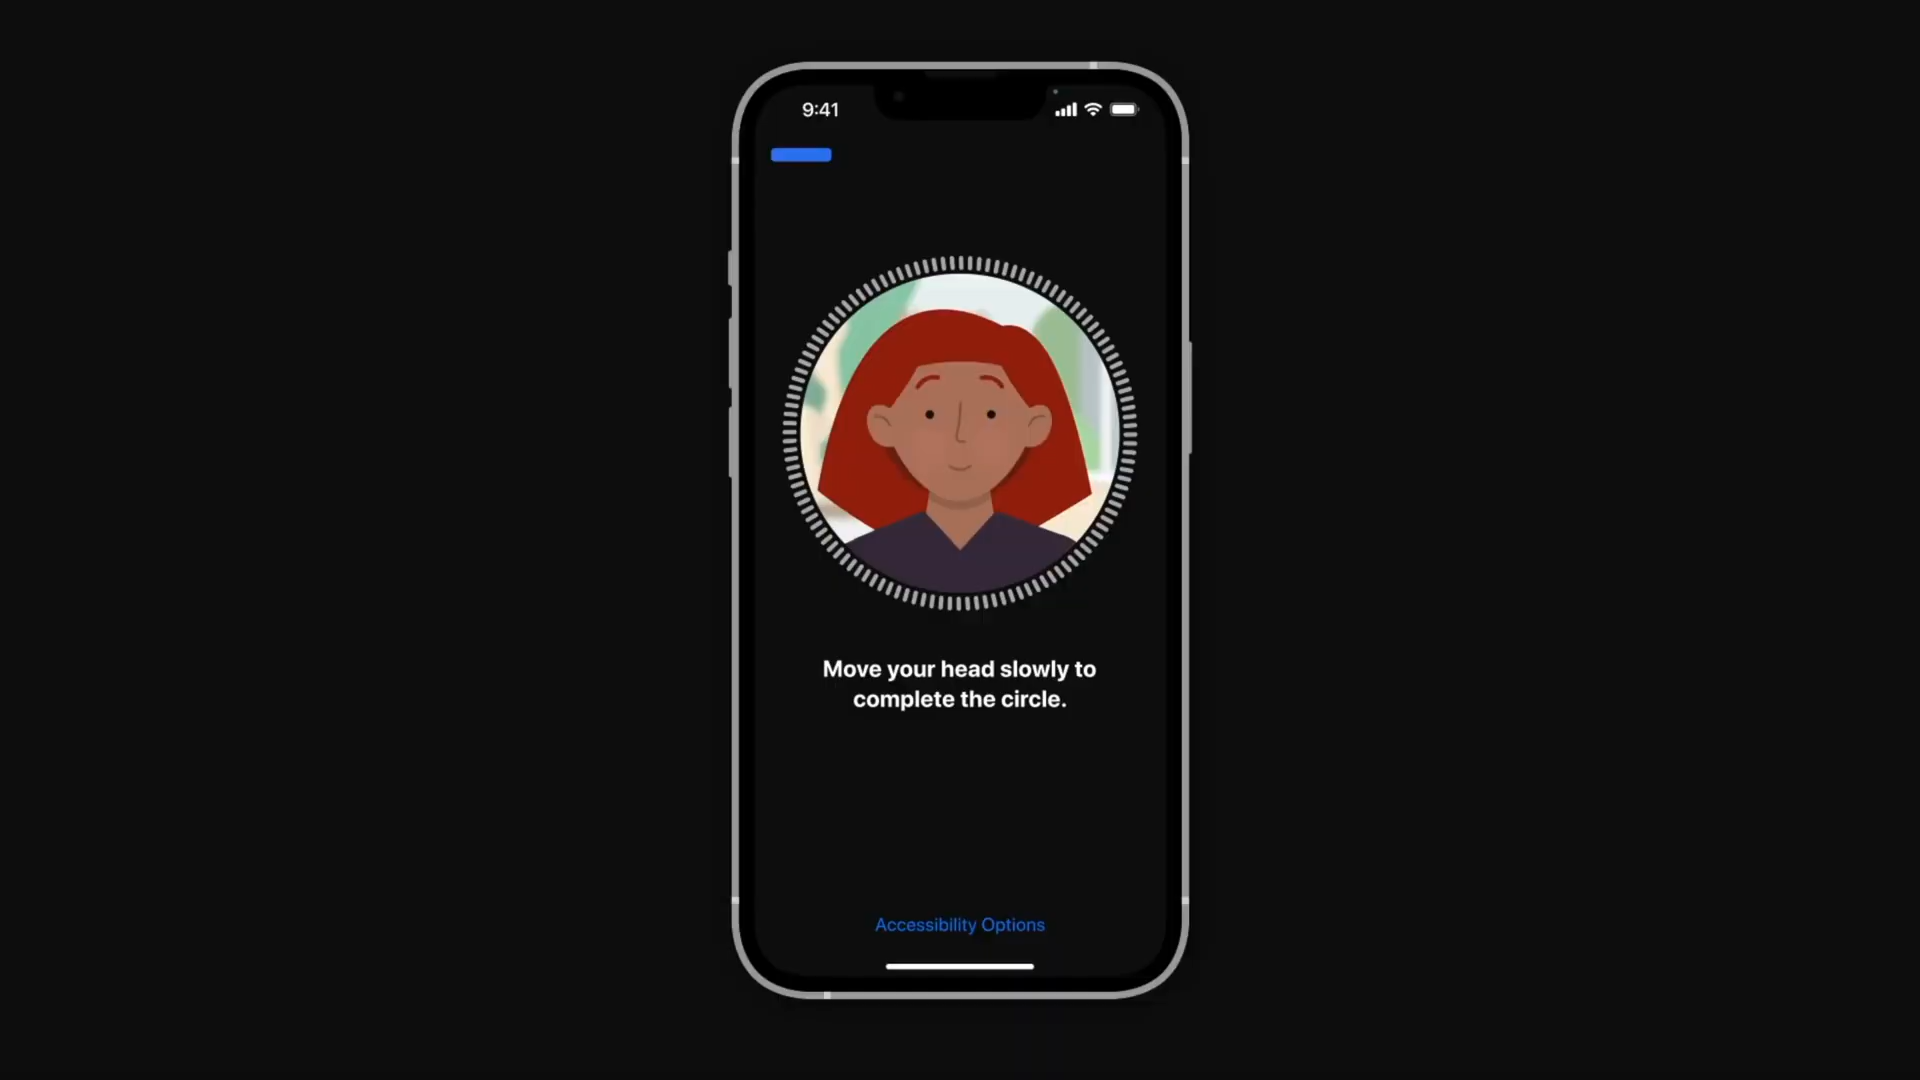 9:41
Move your head slowly to
complete the circle.
Accessibility Options